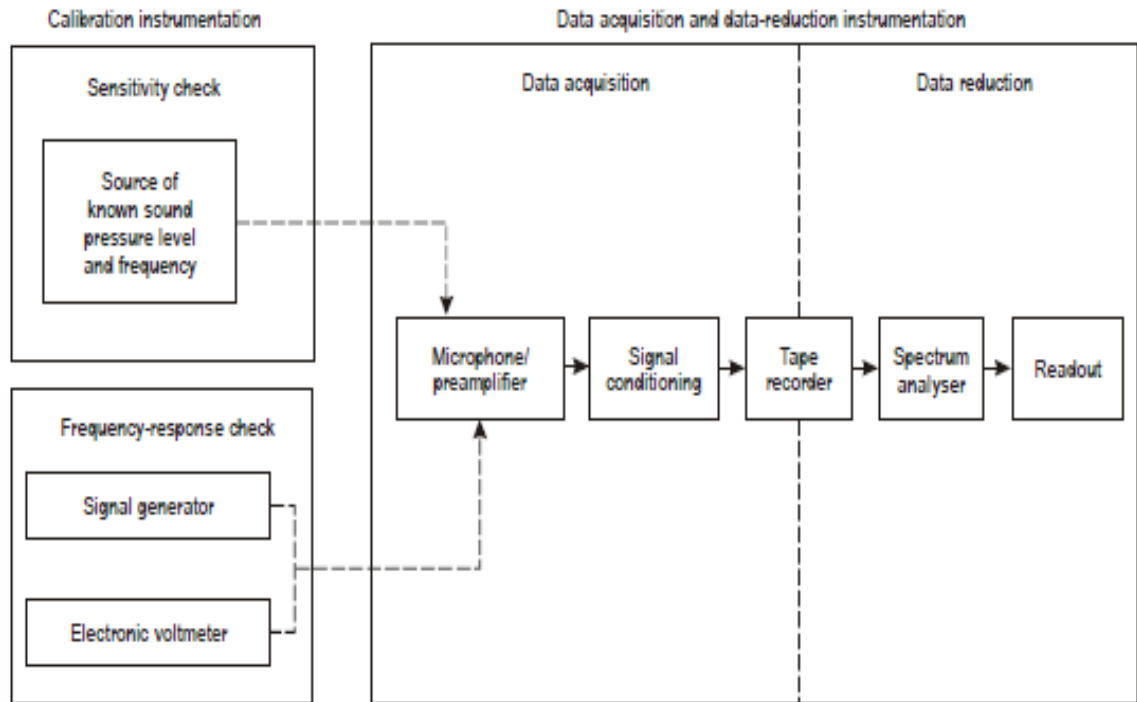 Calibration instrumentation
Data acquisition and data-reduction instrumentation
Sensitivity check
Source of
known sound
pressure level
and frequency
Frequency-response check
Signal generator
Electronic voltmeter
Data acquisition
Data reduction
Microphone/
preamplifier
Signal
conditioning
Tape
recorder
Spectrum
analyser
Readout